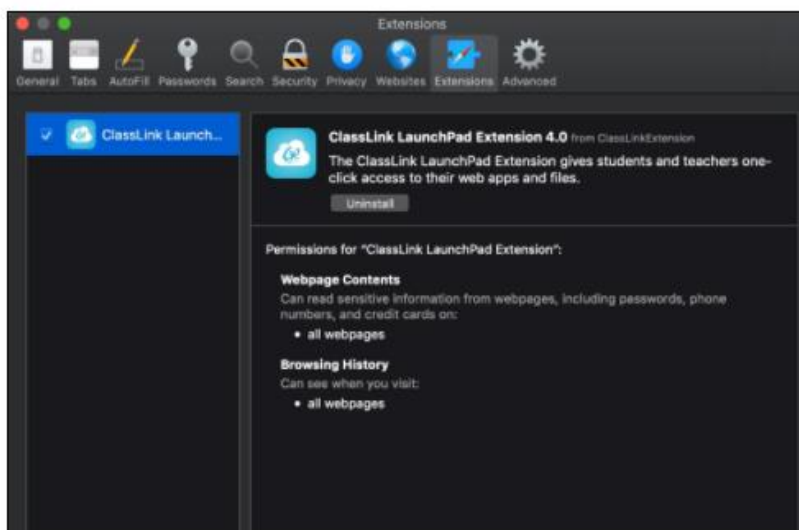 Extensions
General Tabs AutoFill Passwords Search Security Privacy Websites Extensions Advanced
ClassLink Launch...
ClassLink LaunchPad Extension 4.0 from ClassLinkExtension
The ClassLink LaunchPad Extension gives students and teachers one-
click access to their web apps and files.
Uninstall
Permissions for "ClassLink LaunchPad Extension":
Webpage Contents
Can read sensitive information from webpages, including passwords, phone
numbers, and credit cards on:
• all webpages
Browsing History
Can see when you visit:
• all webpages